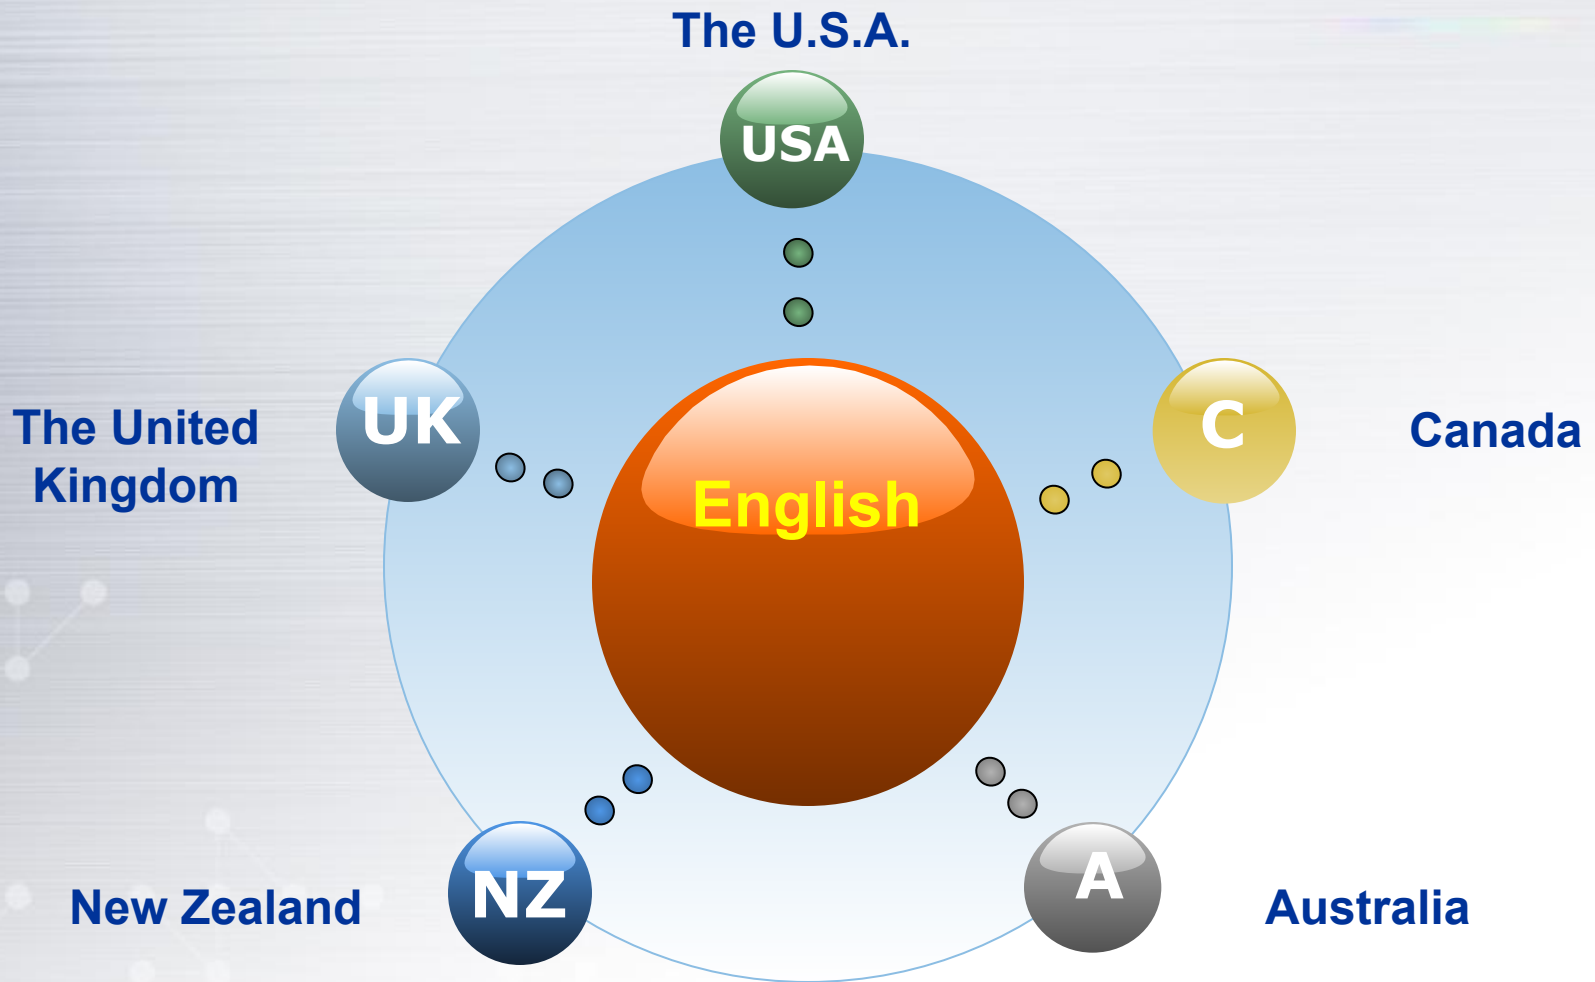 The U.S.A.
USA
UK
The United
Kingdom
C
Canada
English
NZ
New Zealand
A
Australia